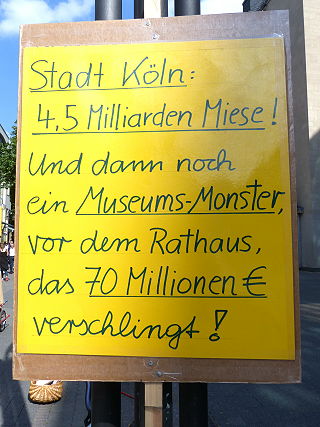 Stadt Köln:
4,5 Milliarden Miese!
Und dann noch
ein Museums-Monster,
vor dem Rathaus,
das 70 Millionen €
verschlingt!